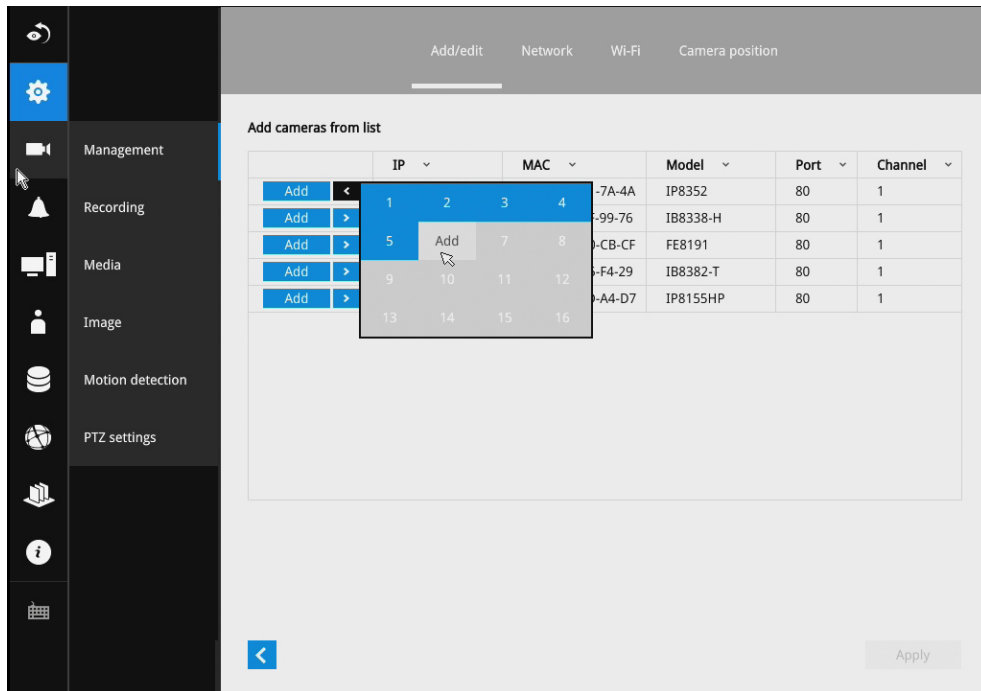 Add/edit Network Wi-Fi Camera position
Add cameras from list
Management
Recording
Media
Image
Motion detection
PTZ settings
IP MAC Model Port Channel
Add < -7A-4A IP8352 80 1
Add > -99-76 IB8338-H 80 1
Add > -CB-CF FE8191 80 1
Add > -F4-29 IB8382-T 80 1
Add > -A4-D7 IP8155HP 80 1
1 2 3 4
5 Add 7 8
9 10 11 12
13 14 15 16
i
< Apply